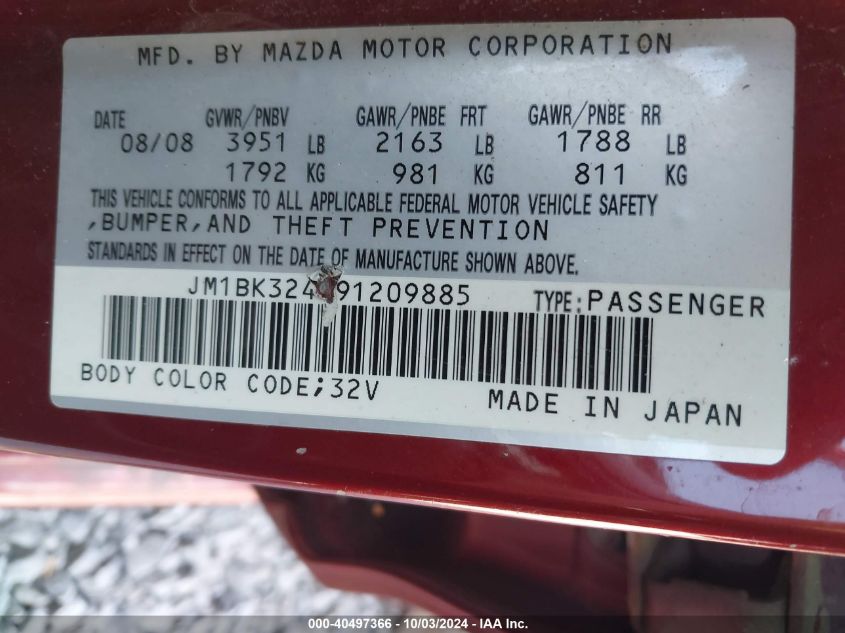 MFD. BY MAZDA MOTOR CORPORATION
DATE GVWR/PNBV GAWR/PNBE FRT GAWR/PNBE RR
08/08 3951 LB 2163 LB 1788 LB
1792 KG 981 KG 811 KG
THIS VEHICLE CONFORMS TO ALL APPLICABLE FEDERAL MOTOR VEHICLE SAFETY
,BUMPER,AND THEFT PREVENTION
STANDARDS IN EFFECT ON THE DATE OF MANUFACTURE SHOWN ABOVE.
TYPE:PASSENGER
BODY COLOR CODE;32V
MADE IN JAPAN
000-40497366 - 10/03/2024 - IAA Inc.